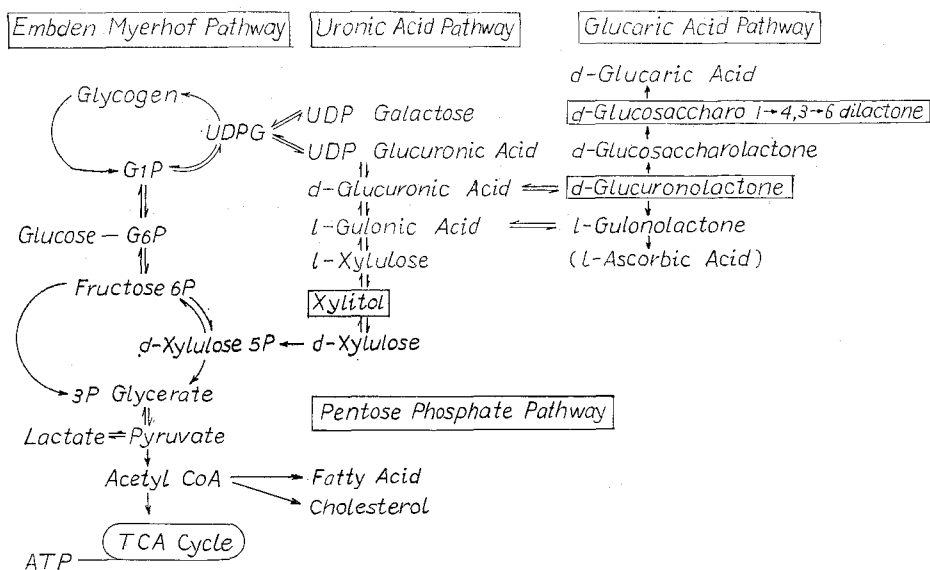 Embden Myerhof Pathway
Uronic Acid Pathway
Glucaric Acid Pathway
Glycogen
UDPG
G1P
Glucose — G6P
Fructose 6P
d-Xylulose 5P
3P Glycerate
Lactate ⇌ Pyruvate
Acetyl CoA
TCA Cycle
ATP
UDP Galactose
UDP Glucuronic Acid
d-Glucuronic Acid
l-Gulonic Acid
l-Xylulose
Xylitol
d-Xylulose
Pentose Phosphate Pathway
Fatty Acid
Cholesterol
d-Glucaric Acid
d-Glucosaccharo 1→4,3→6 dilactone
d-Glucosaccharolactone
d-Glucuronolactone
l-Gulonolactone
(l-Ascorbic Acid)